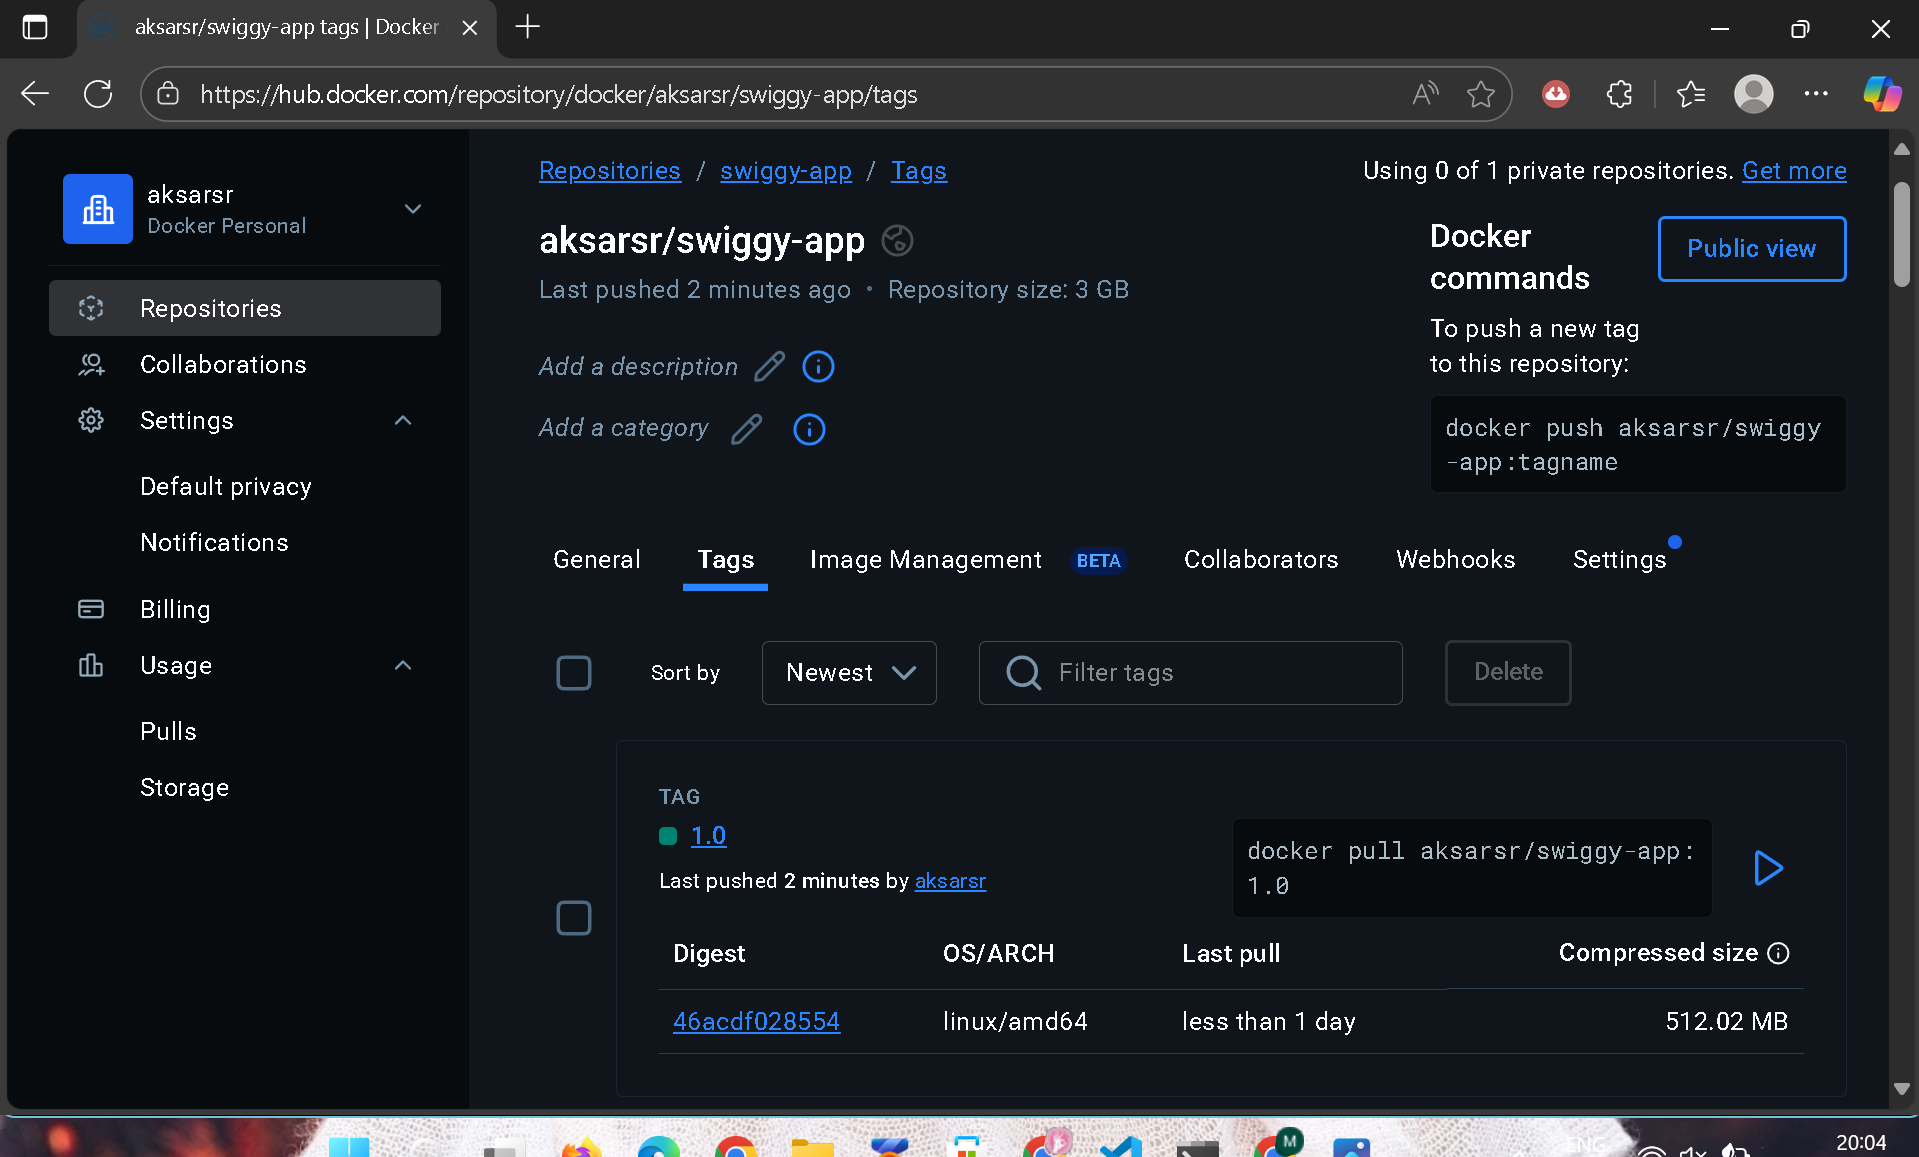 aksarsr/swiggy-app tags | Docker
https://hub.docker.com/repository/docker/aksarsr/swiggy-app/tags
aksarsr
Docker Personal
Repositories
Collaborations
Settings
Default privacy
Notifications
Billing
Usage
Pulls
Storage
Repositories / swiggy-app / Tags
Using 0 of 1 private repositories. Get more
aksarsr/swiggy-app
Last pushed 2 minutes ago • Repository size: 3 GB
Add a description
Add a category
Docker
commands
Public view
To push a new tag
to this repository:
docker push aksarsr/swiggy
-app:tagname
General Tags Image Management BETA Collaborators Webhooks Settings
Sort by Newest Filter tags Delete
TAG
1.0
Last pushed 2 minutes by aksarsr
docker pull aksarsr/swiggy-app:
1.0
Digest OS/ARCH Last pull Compressed size
46acdf028554 linux/amd64 less than 1 day 512.02 MB
M
ENG
20:04